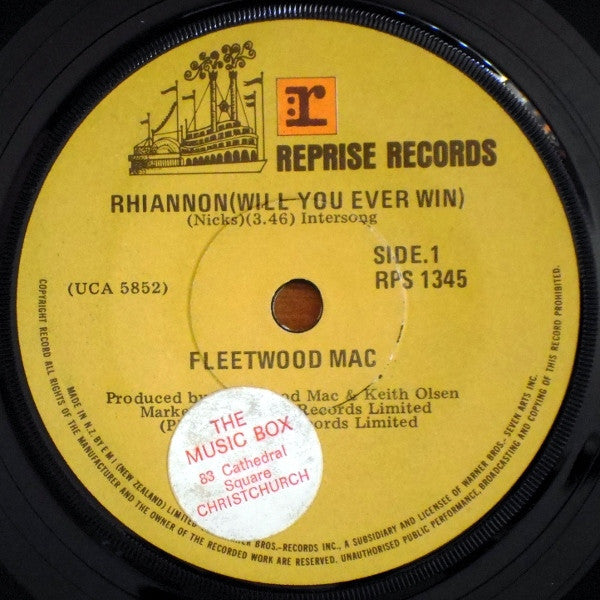 r
REPRISE RECORDS
RHIANNON(WILL YOU EVER WIN)
(Nicks)(3.46) Intersong
(UCA 5852)
SIDE.1
RPS 1345
FLEETWOOD MAC
Produced by Mac & Keith Olsen
Records Limited
Records Limited
THE
MUSIC BOX
83 Cathedral
Square
CHRISTCHURCH
COPYRIGHT RECORD ALL RIGHTS OF THE MANUFACTURER AND THE OWNER OF THE RECORDED WORK ARE RESERVED. UNAUTHORISED PUBLIC PERFORMANCE, BROADCASTING AND COPYING OF THIS RECORD PROHIBITED.
MADE IN N.Z. BY E.M.I. (NEW ZEALAND) LIMITED BROS.-RECORDS INC., A SUBSIDIARY AND LICENSEE OF WARNER BROS., SEVEN ARTS INC.